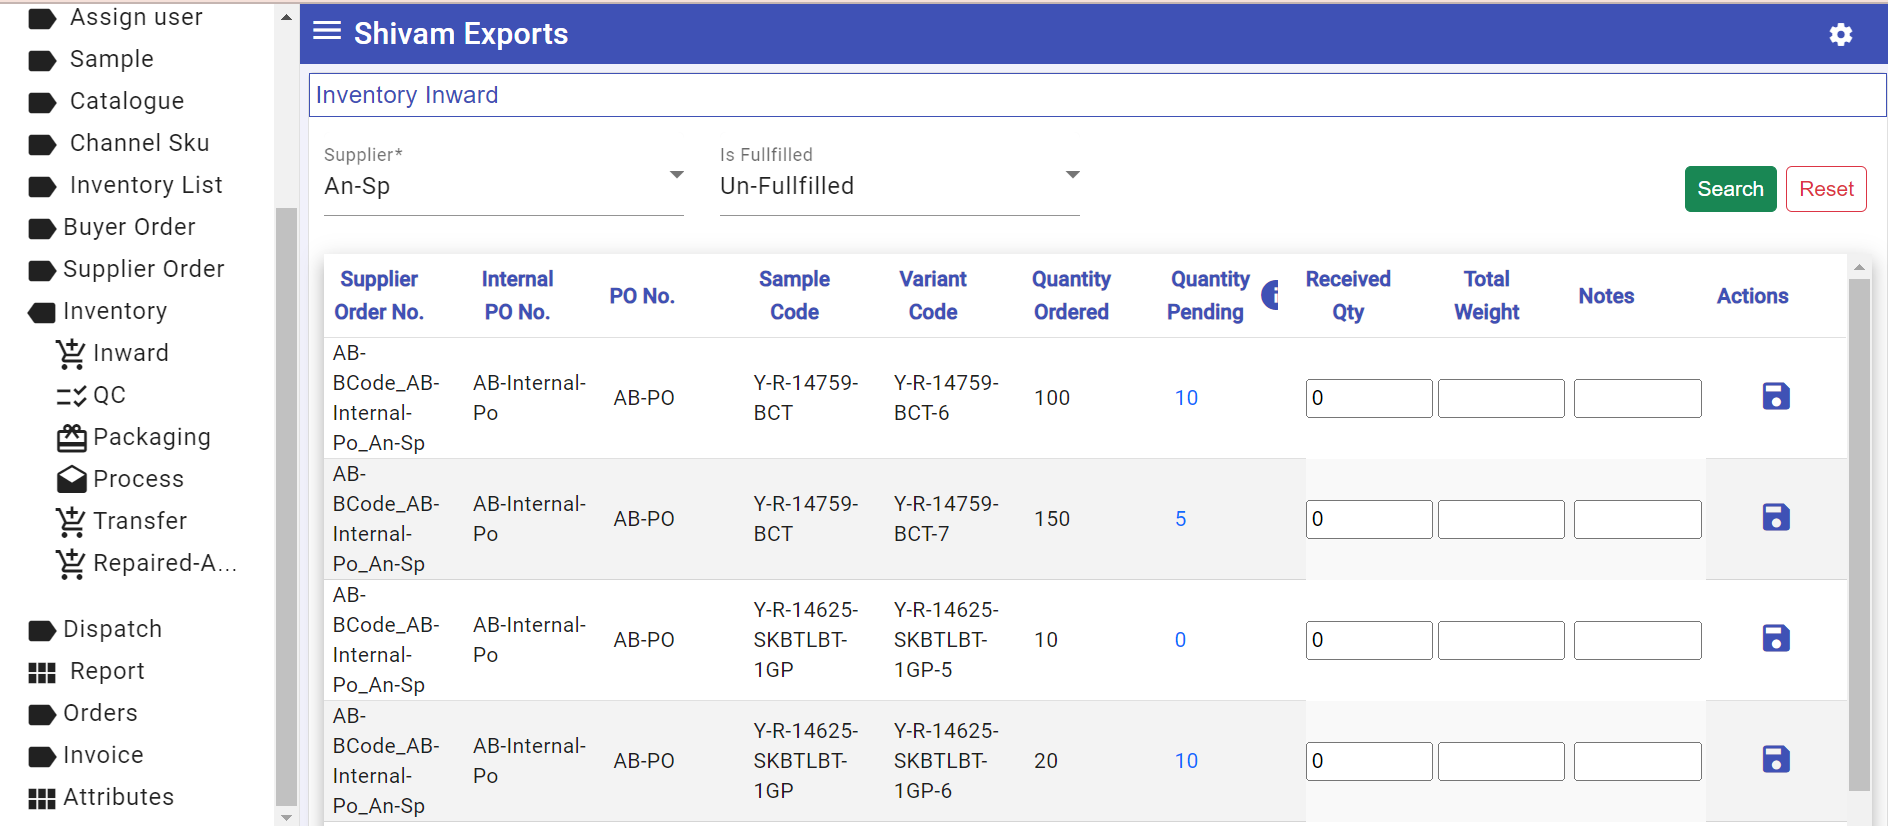 Assign user
Sample
Catalogue
Channel Sku
Inventory List
Buyer Order
Supplier Order
Inventory
Inward
QC
Packaging
Process
Transfer
Repaired-A...
Dispatch
Report
Orders
Invoice
Attributes
Shivam Exports
Inventory Inward
Supplier*
An-Sp
Is Fullfilled
Un-Fullfilled
Search
Reset
Supplier
Order No.
Internal
PO No.
PO No.
Sample
Code
Variant
Code
Quantity
Ordered
Quantity
Pending
i
Received
Qty
Total
Weight
Notes
Actions
AB-
BCode_AB-
Internal-
Po_An-Sp
AB-Internal-
Po
AB-PO
Y-R-14759-
BCT
Y-R-14759-
BCT-6
100
10
0
AB-
BCode_AB-
Internal-
Po_An-Sp
AB-Internal-
Po
AB-PO
Y-R-14759-
BCT
Y-R-14759-
BCT-7
150
5
0
AB-
BCode_AB-
Internal-
Po_An-Sp
AB-Internal-
Po
AB-PO
Y-R-14625-
SKBTLBT-
1GP
Y-R-14625-
SKBTLBT-
1GP-5
10
0
0
AB-
BCode_AB-
Internal-
Po_An-Sp
AB-Internal-
Po
AB-PO
Y-R-14625-
SKBTLBT-
1GP
Y-R-14625-
SKBTLBT-
1GP-6
20
10
0